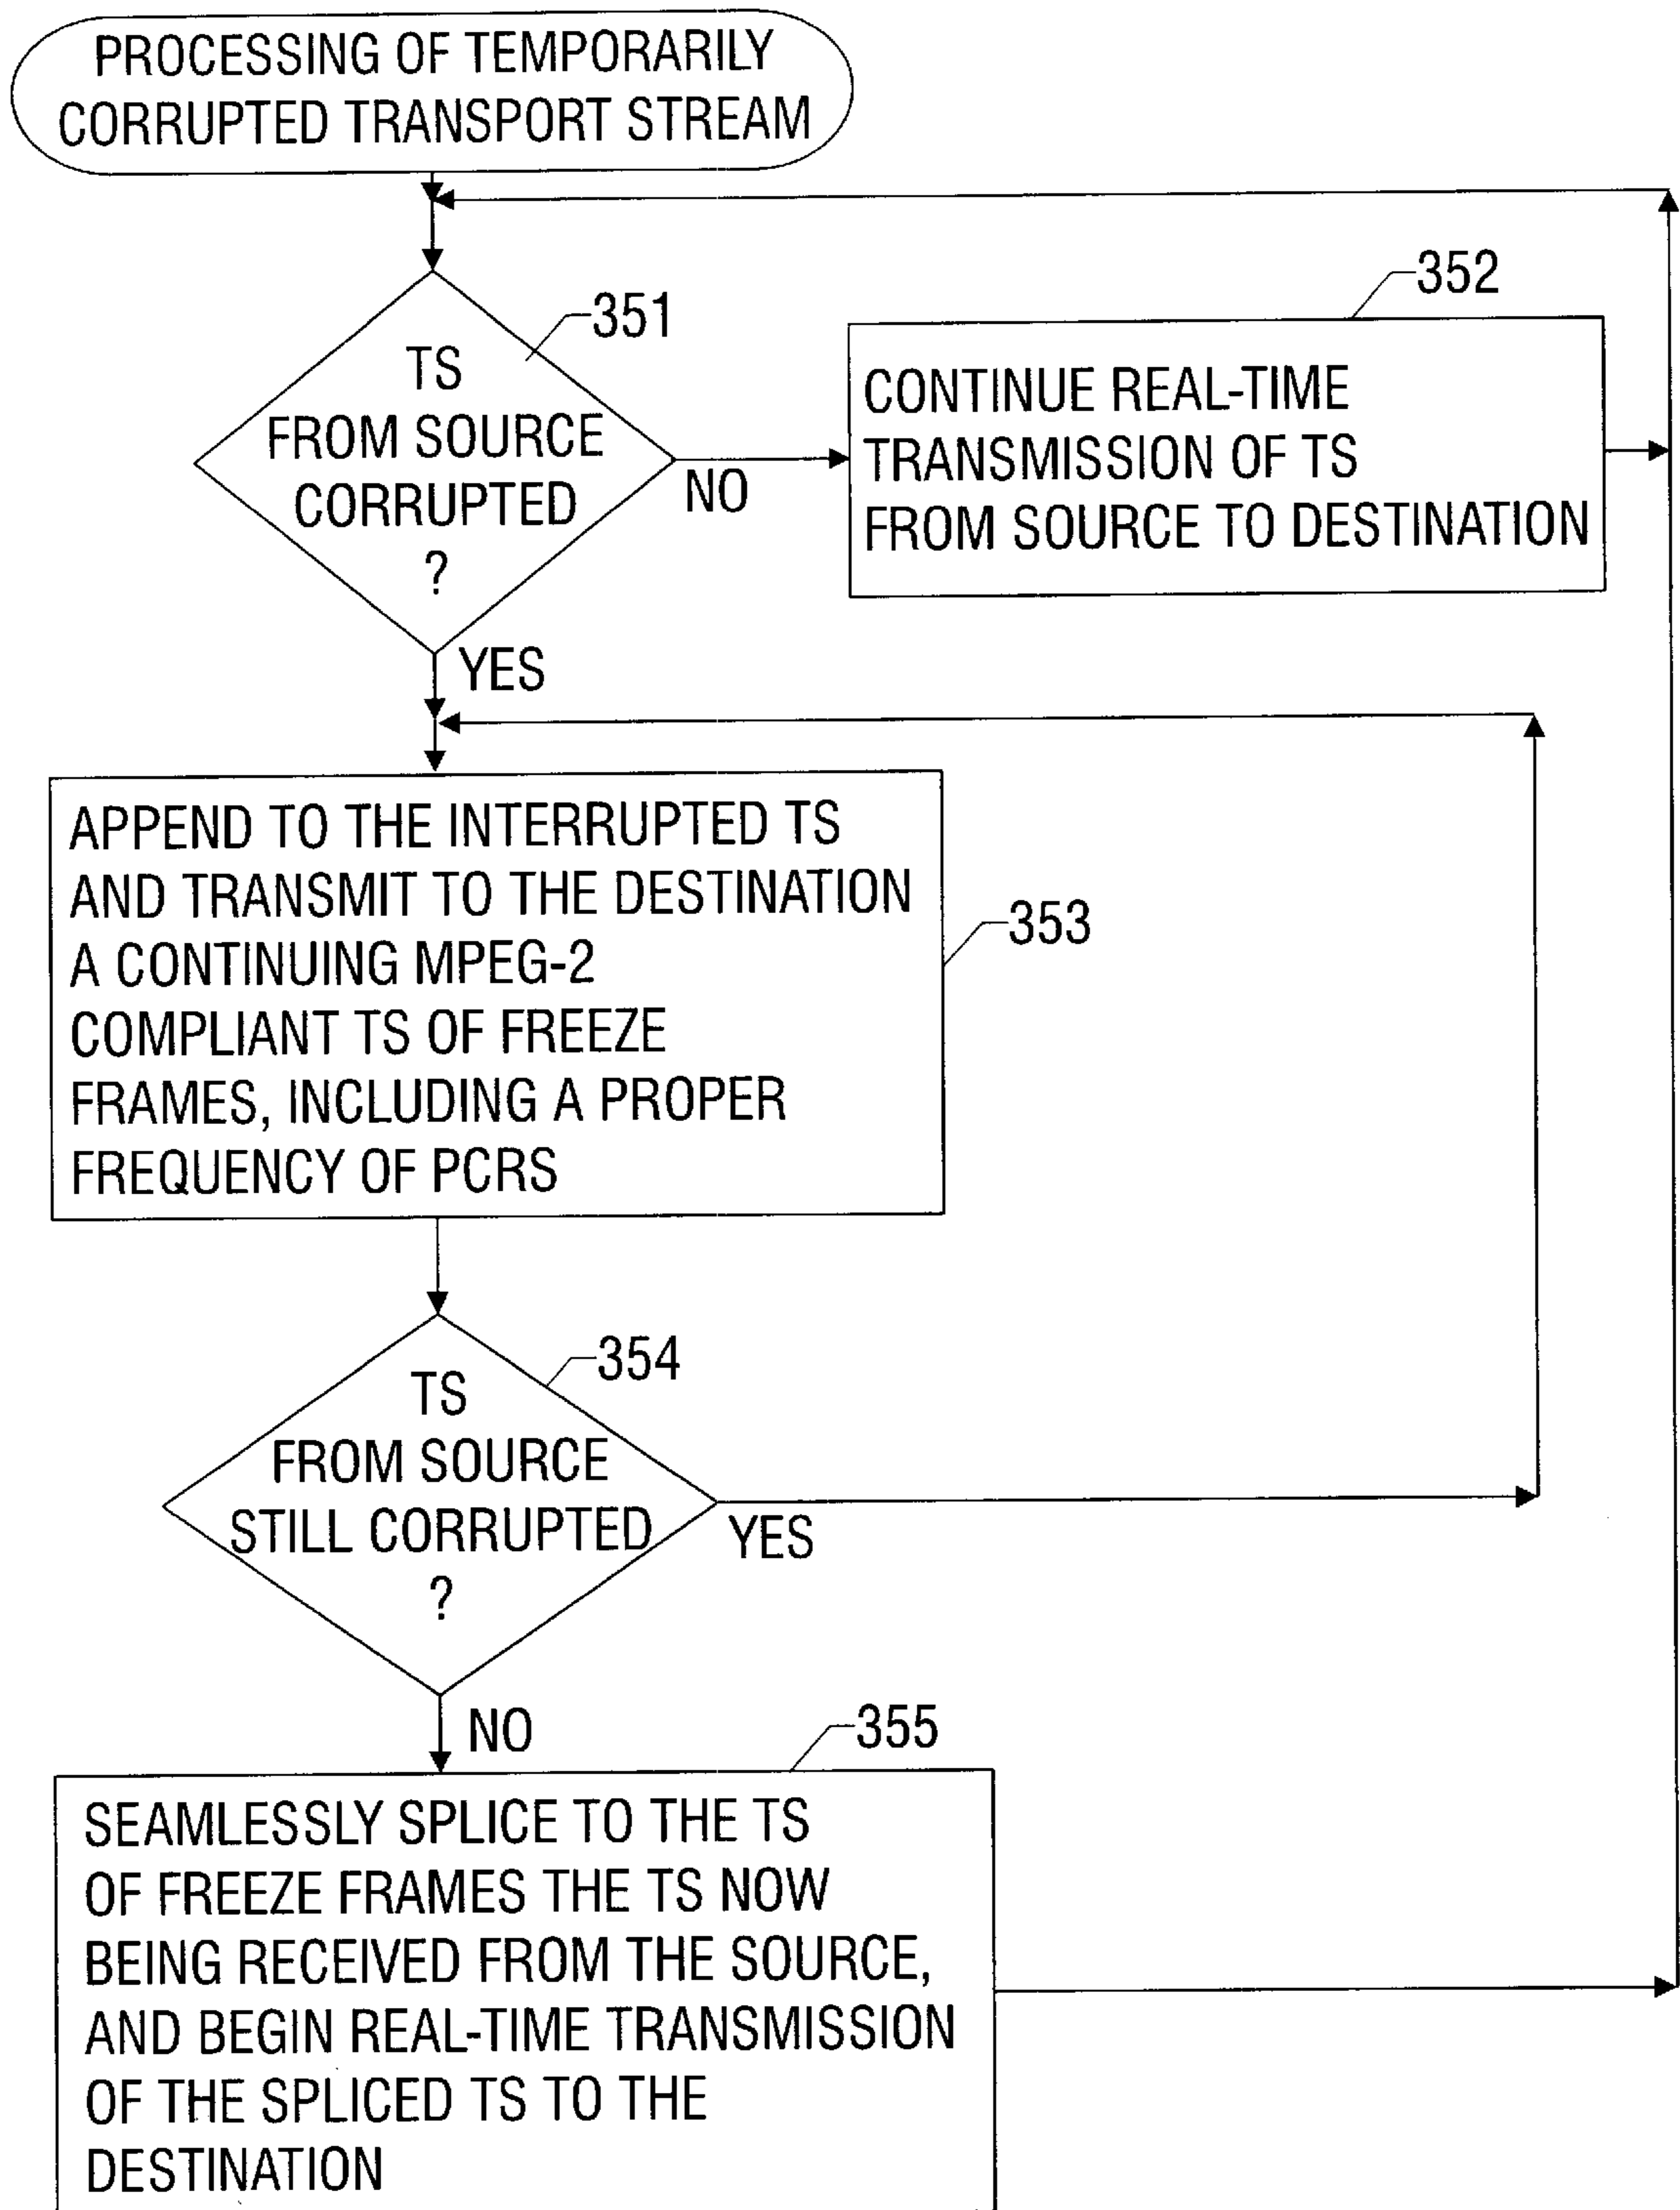 PROCESSING OF TEMPORARILY
CORRUPTED TRANSPORT STREAM
351
TS
FROM SOURCE
CORRUPTED
?
NO
YES
352
CONTINUE REAL-TIME
TRANSMISSION OF TS
FROM SOURCE TO DESTINATION
APPEND TO THE INTERRUPTED TS
AND TRANSMIT TO THE DESTINATION
A CONTINUING MPEG-2
COMPLIANT TS OF FREEZE
FRAMES, INCLUDING A PROPER
FREQUENCY OF PCRS
353
354
TS
FROM SOURCE
STILL CORRUPTED
?
YES
NO
355
SEAMLESSLY SPLICE TO THE TS
OF FREEZE FRAMES THE TS NOW
BEING RECEIVED FROM THE SOURCE,
AND BEGIN REAL-TIME TRANSMISSION
OF THE SPLICED TS TO THE
DESTINATION